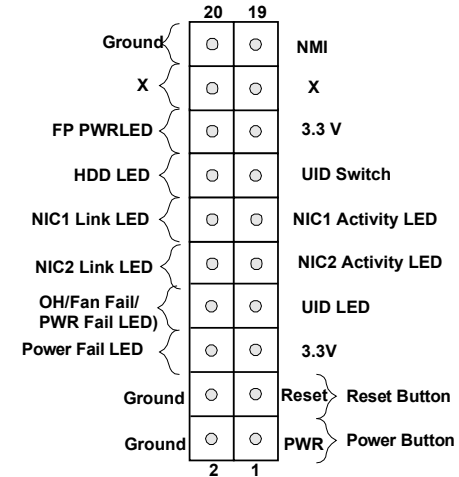 20 19
Ground NMI
X X
FP PWRLED 3.3 V
HDD LED UID Switch
NIC1 Link LED NIC1 Activity LED
NIC2 Link LED NIC2 Activity LED
OH/Fan Fail/
PWR Fail LED) UID LED
Power Fail LED 3.3V
Ground Reset Reset Button
Ground PWR Power Button
2 1